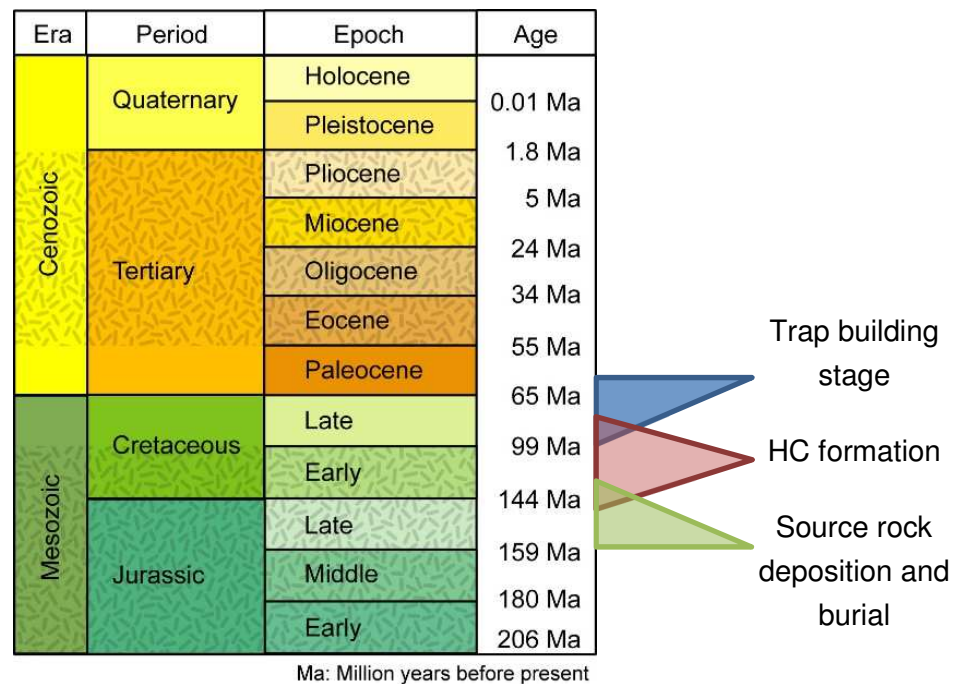 Era Period Epoch Age
Holocene
Quaternary
0.01 Ma
Pleistocene
1.8 Ma
Pliocene
5 Ma
Cenozoic
Miocene
24 Ma
Tertiary
Oligocene
34 Ma
Eocene
55 Ma
Paleocene
65 Ma
Late
Cretaceous
99 Ma
Early
144 Ma
Mesozoic
Late
159 Ma
Jurassic
Middle
180 Ma
Early
206 Ma
Ma: Million years before present
Trap building
stage
HC formation
Source rock
deposition and
burial